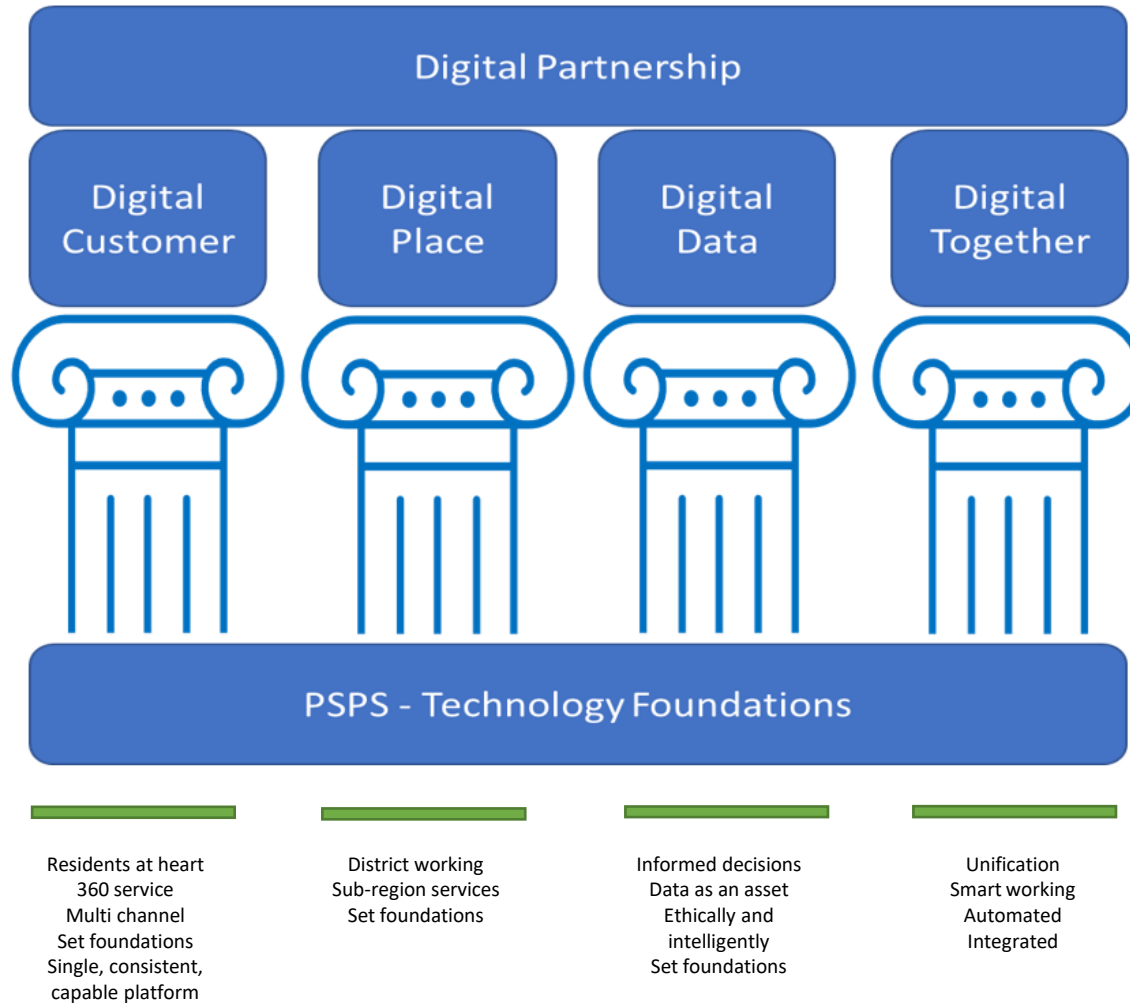 Digital Partnership
Digital
Customer
Digital
Place
Digital
Data
Digital
Together
PSPS - Technology Foundations
Residents at heart
360 service
Multi channel
Set foundations
Single, consistent,
capable platform
District working
Sub-region services
Set foundations
Informed decisions
Data as an asset
Ethically and
intelligently
Set foundations
Unification
Smart working
Automated
Integrated